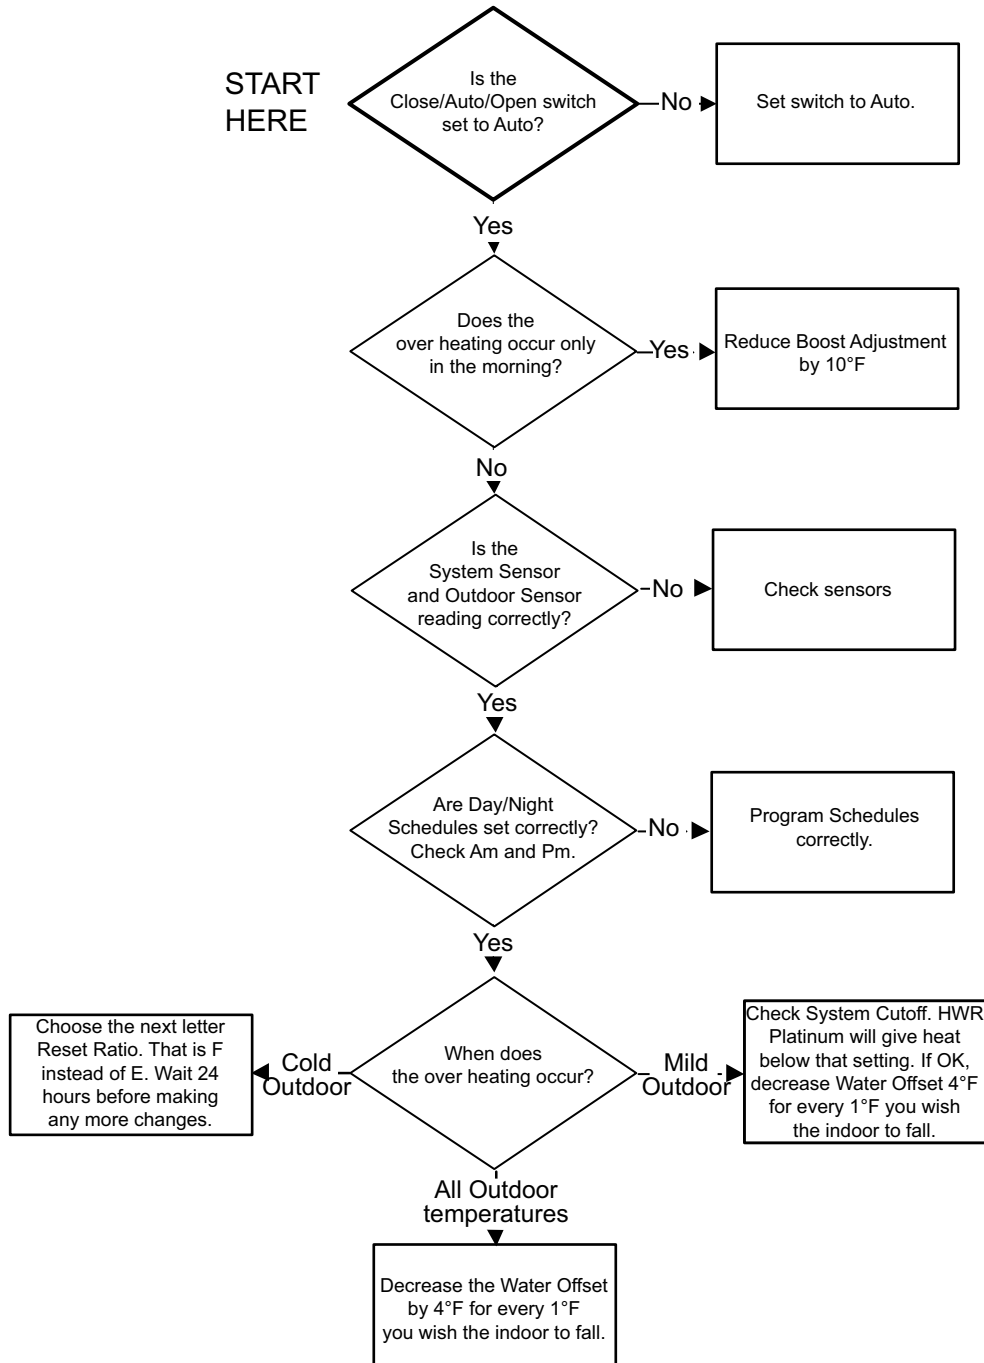 START
HERE
Is the
Close/Auto/Open switch
set to Auto?
No
Set switch to Auto.
Yes
Does the
over heating occur only
in the morning?
Yes
Reduce Boost Adjustment
by 10°F
No
Is the
System Sensor
and Outdoor Sensor
reading correctly?
No
Check sensors
Yes
Are Day/Night
Schedules set correctly?
Check Am and Pm.
No
Program Schedules
correctly.
Yes
When does
the over heating occur?
Cold
Outdoor
Choose the next letter
Reset Ratio. That is F
instead of E. Wait 24
hours before making
any more changes.
Mild
Outdoor
Check System Cutoff. HWR
Platinum will give heat
below that setting. If OK,
decrease Water Offset 4°F
for every 1°F you wish
the indoor to fall.
All Outdoor
temperatures
Decrease the Water Offset
by 4°F for every 1°F
you wish the indoor to fall.